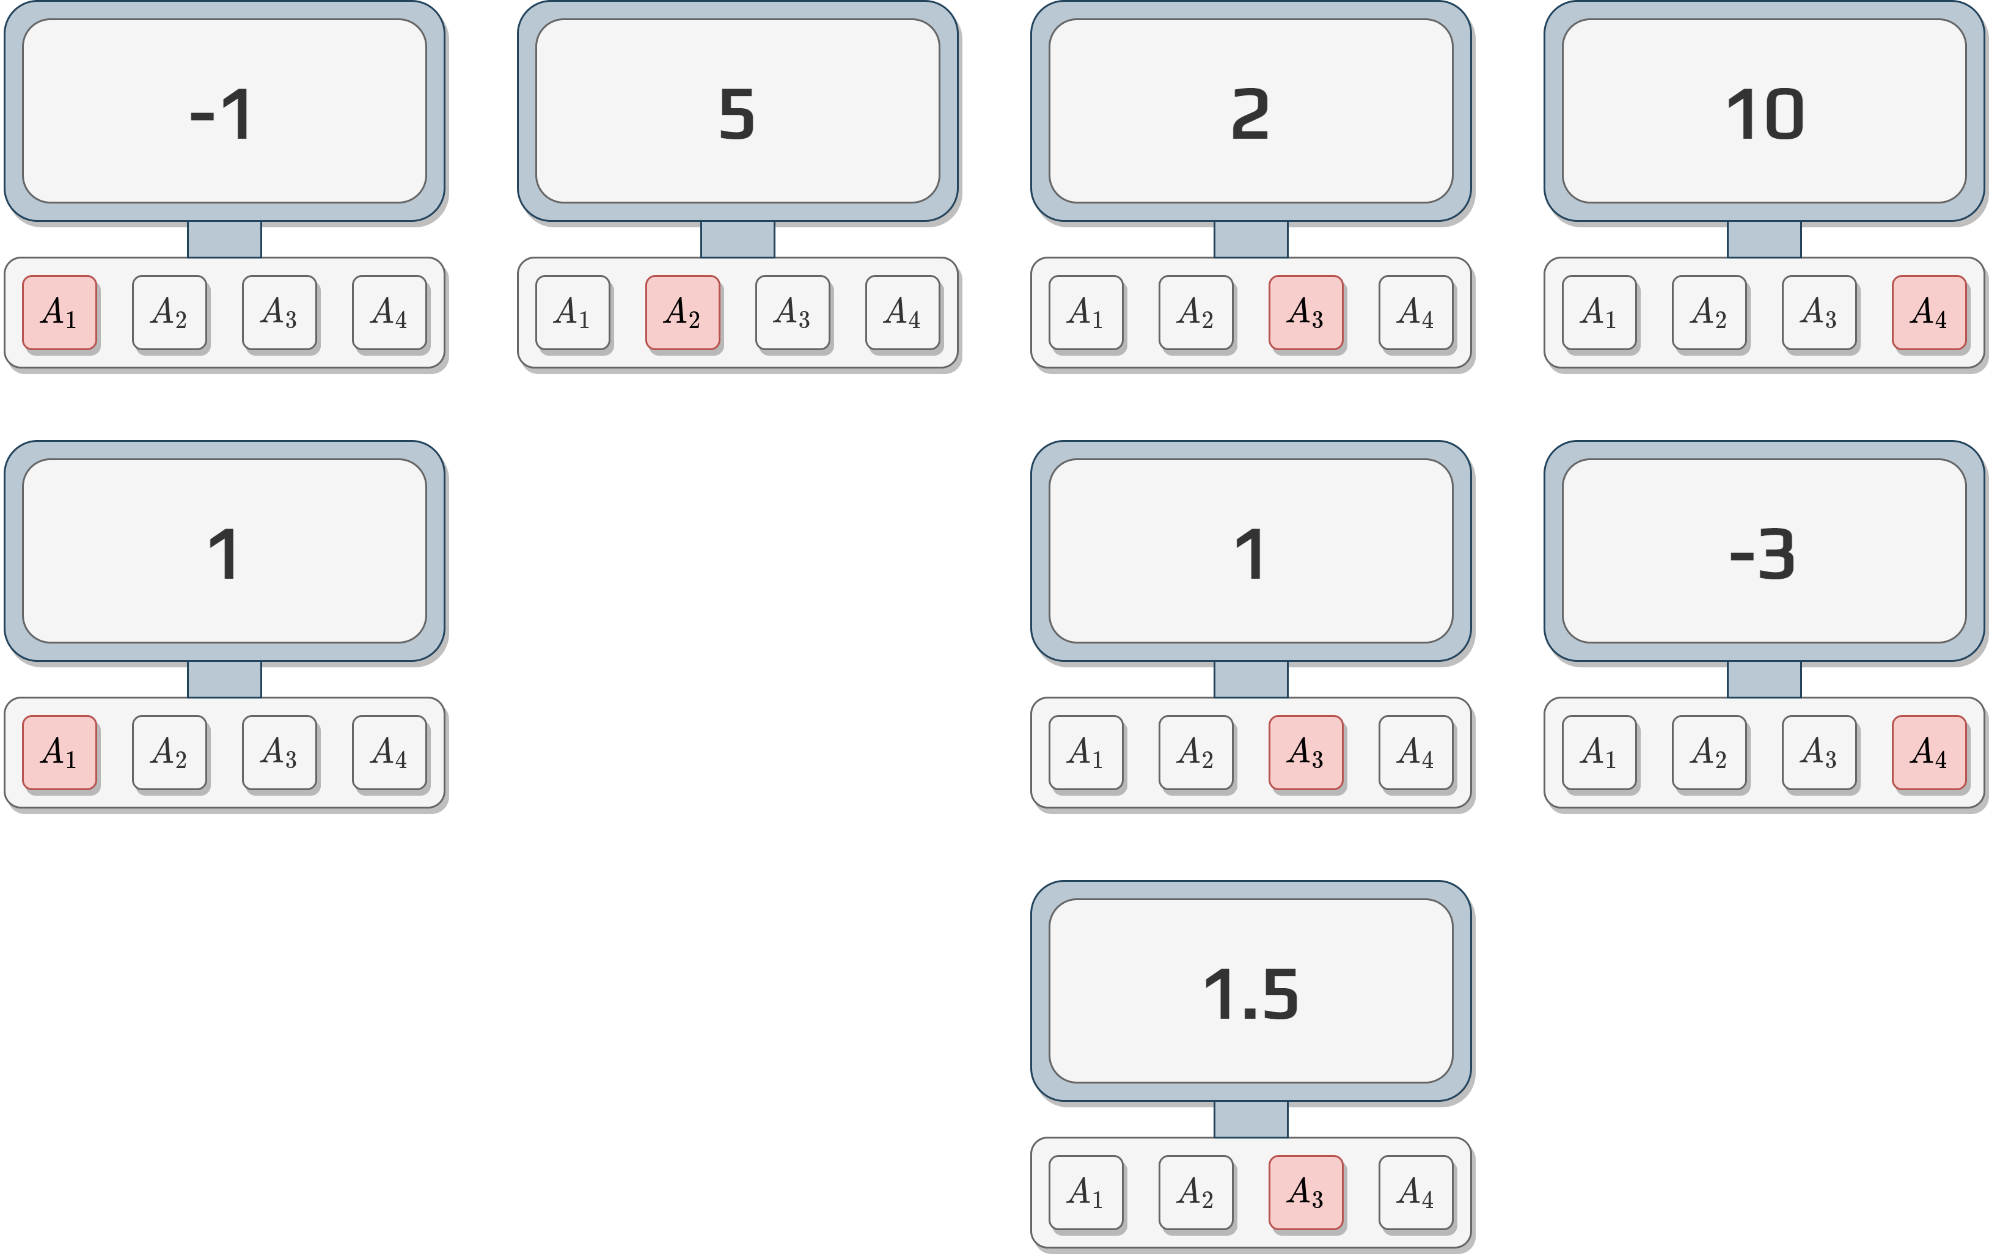 -1 5 2 10
A₁ A₂ A₃ A₄ A₁ A₂ A₃ A₄ A₁ A₂ A₃ A₄ A₁ A₂ A₃ A₄
1 1 -3
A₁ A₂ A₃ A₄ A₁ A₂ A₃ A₄ A₁ A₂ A₃ A₄
1.5
A₁ A₂ A₃ A₄